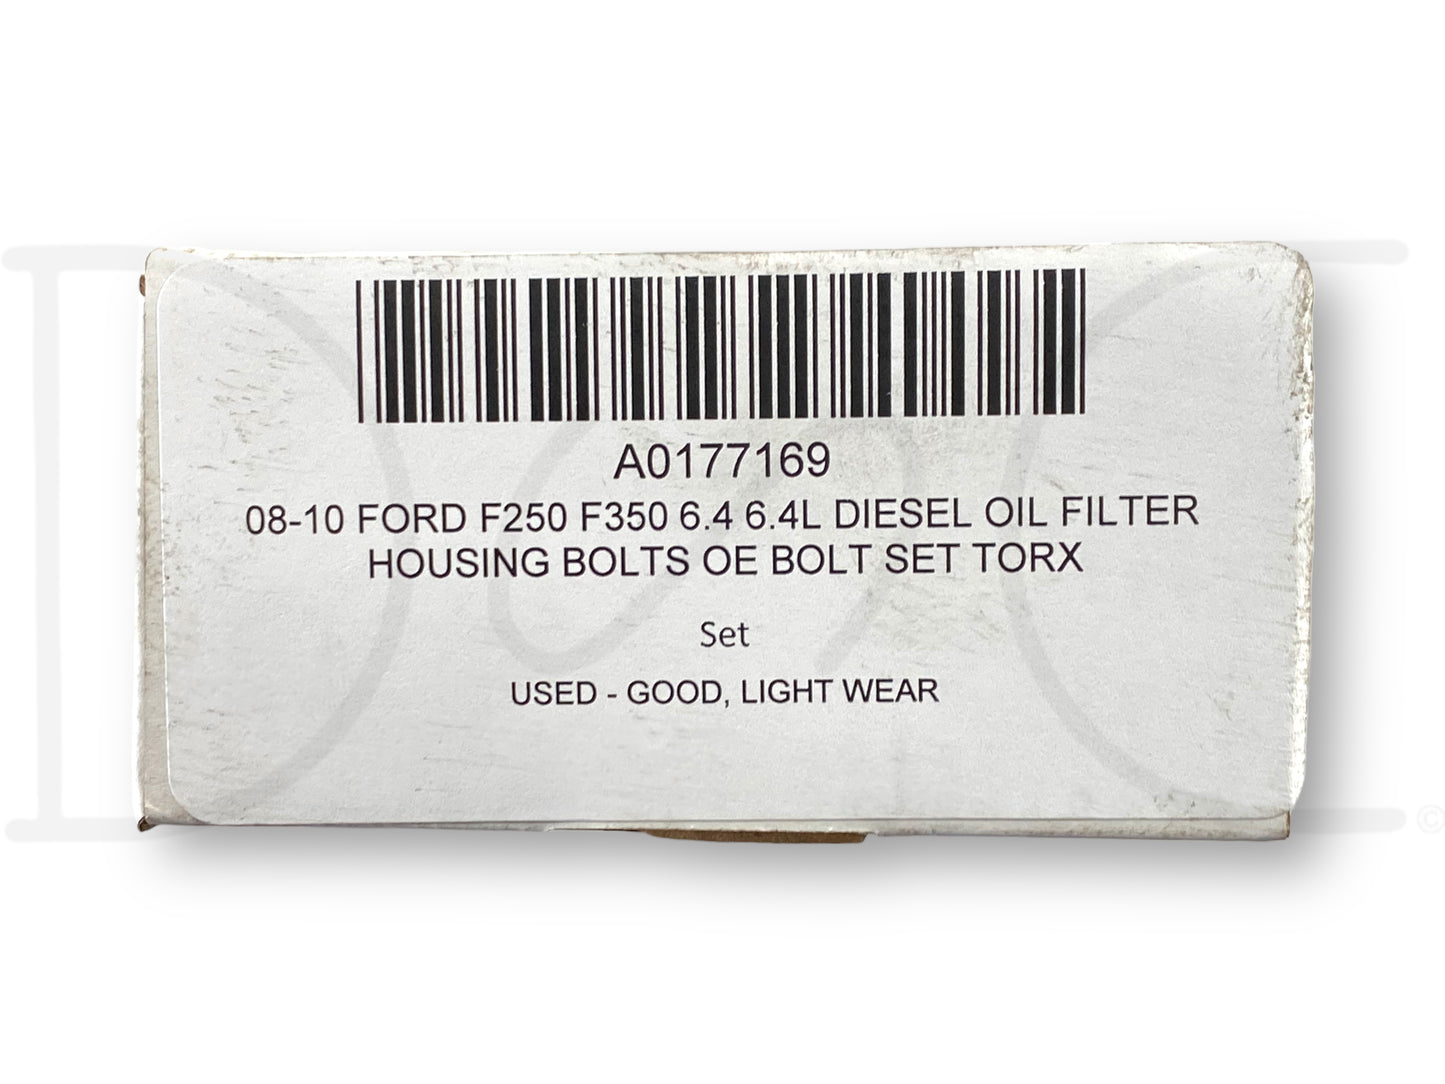 A0177169
08-10 FORD F250 F350 6.4 6.4L DIESEL OIL FILTER
HOUSING BOLTS OE BOLT SET TORX
Set
USED - GOOD, LIGHT WEAR
©